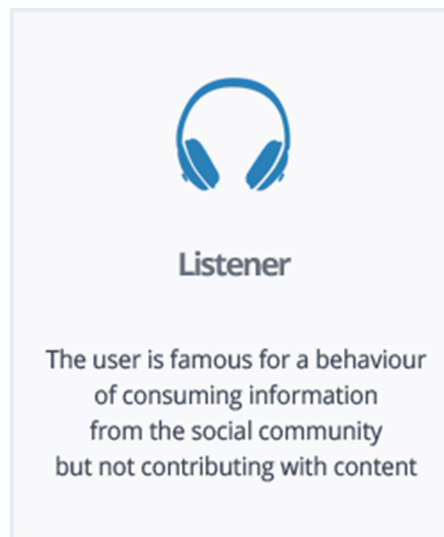 Listener
The user is famous for a behaviour
of consuming information
from the social community
but not contributing with content